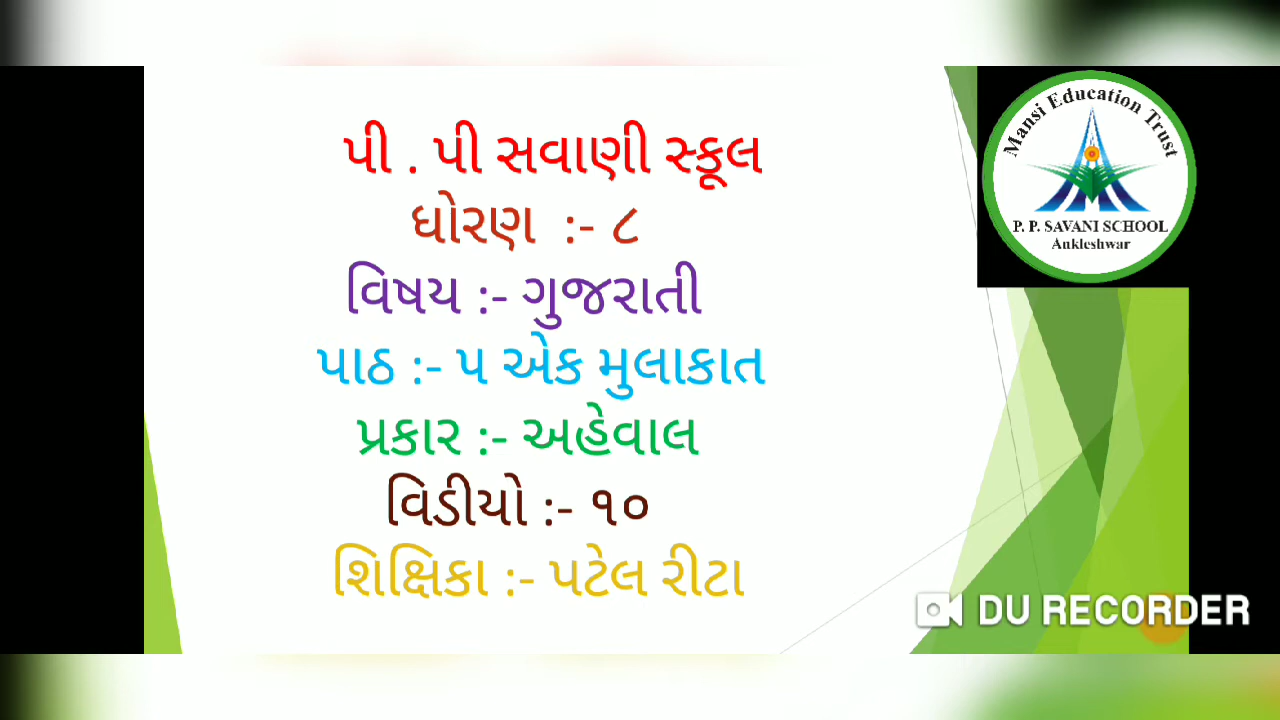 પી . પી સવાણી સ્કૂલ
ધોરણ :- ૮
વિષય :- ગુજરાતી
પાઠ :- ૫ એક મુલાકાત
પ્રકાર :- અહેવાલ
વિડીયો :- ૧૦
શિક્ષિકા :- પટેલ રીટા
Mansi Education Trust
P. P. SAVANI SCHOOL
Ankleshwar
DU RECORDER